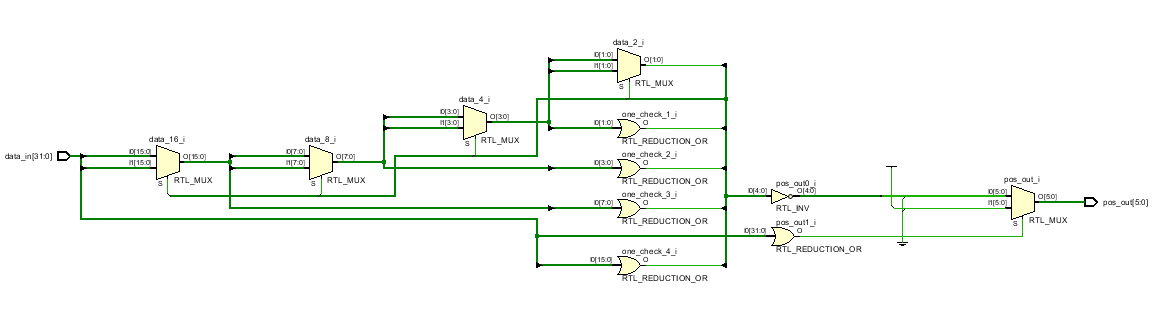 data_2_i
I0[1:0]
I1[1:0]
O[1:0]
S
RTL_MUX
data_4_i
I0[3:0]
I1[3:0]
O[3:0]
S
RTL_MUX
one_check_1_i
I0[1:0]
O
RTL_REDUCTION_OR
data_16_i
data_in[31:0]
I0[15:0]
I1[15:0]
O[15:0]
S
RTL_MUX
data_8_i
I0[7:0]
I1[7:0]
O[7:0]
S
RTL_MUX
one_check_2_i
I0[3:0]
O
RTL_REDUCTION_OR
one_check_3_i
I0[7:0]
O
RTL_REDUCTION_OR
pos_out0_i
I0[4:0]
O[4:0]
RTL_INV
pos_out_i
I0[5:0]
I1[5:0]
O[5:0]
S
RTL_MUX
pos_out[5:0]
pos_out1_i
I0[31:0]
O
RTL_REDUCTION_OR
one_check_4_i
I0[15:0]
O
RTL_REDUCTION_OR